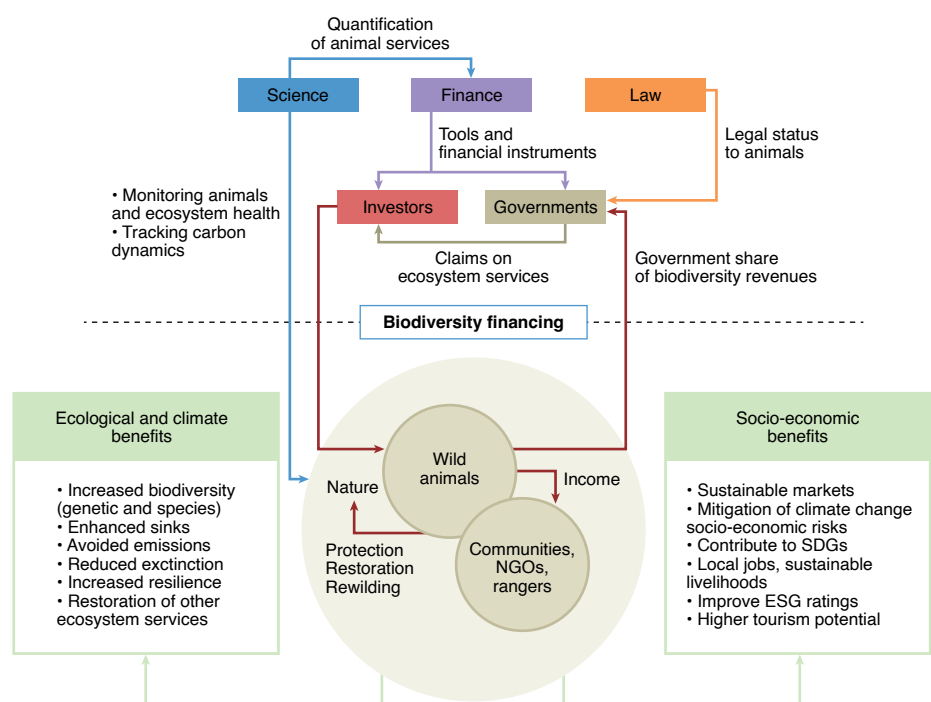 Quantification
of animal services
Science
Finance
Law
Tools and
financial instruments
Legal status
to animals
• Monitoring animals
and ecosystem health
• Tracking carbon
dynamics
Investors
Governments
Claims on
ecosystem services
Government share
of biodiversity revenues
Biodiversity financing
Ecological and climate
benefits
• Increased biodiversity
(genetic and species)
• Enhanced sinks
• Avoided emissions
• Reduced exctinction
• Increased resilience
• Restoration of other
ecosystem services
Wild
animals
Nature
Income
Protection
Restoration
Rewilding
Communities,
NGOs,
rangers
Socio-economic
benefits
• Sustainable markets
• Mitigation of climate change
socio-economic risks
• Contribute to SDGs
• Local jobs, sustainable
livelihoods
• Improve ESG ratings
• Higher tourism potential